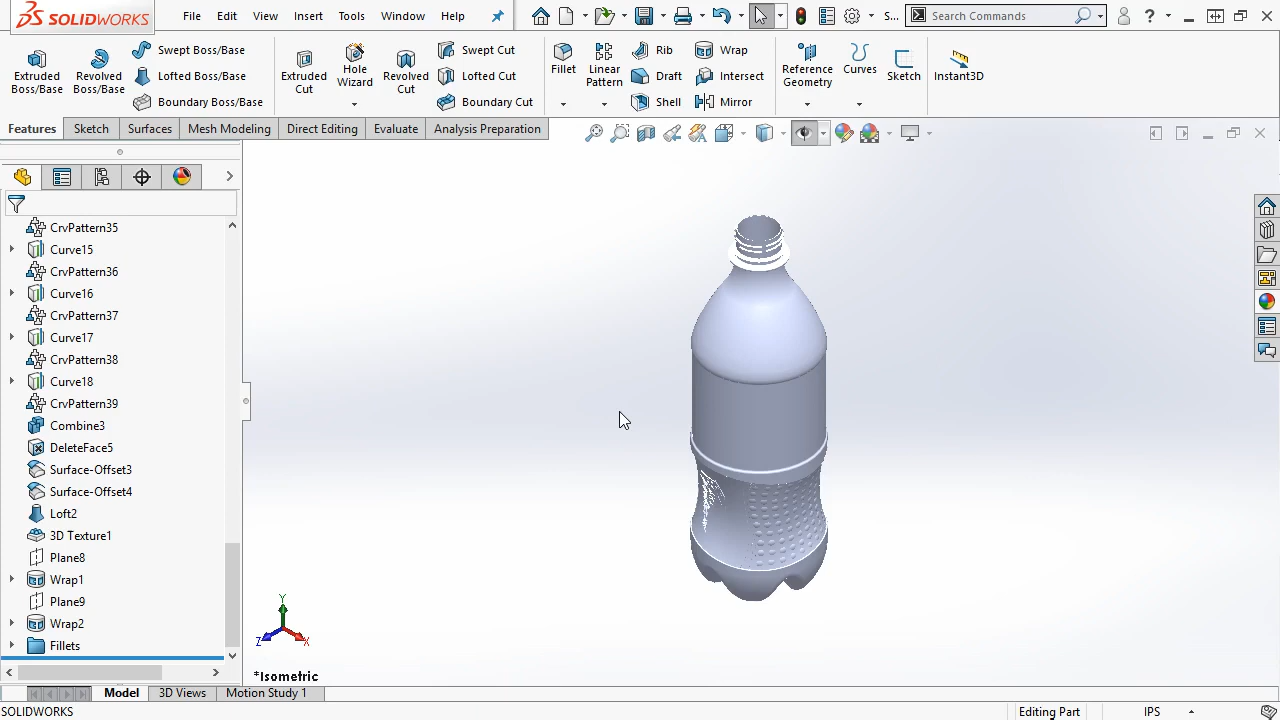 SOLIDWORKS File Edit View Insert Tools Window Help S... Search Commands
Extruded Boss/Base
Revolved Boss/Base
Swept Boss/Base
Lofted Boss/Base
Boundary Boss/Base
Extruded Cut
Hole Wizard
Revolved Cut
Swept Cut
Lofted Cut
Boundary Cut
Fillet
Linear Pattern
Rib
Draft
Shell
Wrap
Intersect
Mirror
Reference Geometry
Curves
Sketch
Instant3D
Features Sketch Surfaces Mesh Modeling Direct Editing Evaluate Analysis Preparation
CrvPattern35
Curve15
CrvPattern36
Curve16
CrvPattern37
Curve17
CrvPattern38
Curve18
CrvPattern39
Combine3
DeleteFace5
Surface-Offset3
Surface-Offset4
Loft2
3D Texture1
Plane8
Wrap1
Plane9
Wrap2
Fillets
Y
Z X
*Isometric
Model 3D Views Motion Study 1
SOLIDWORKS Editing Part IPS